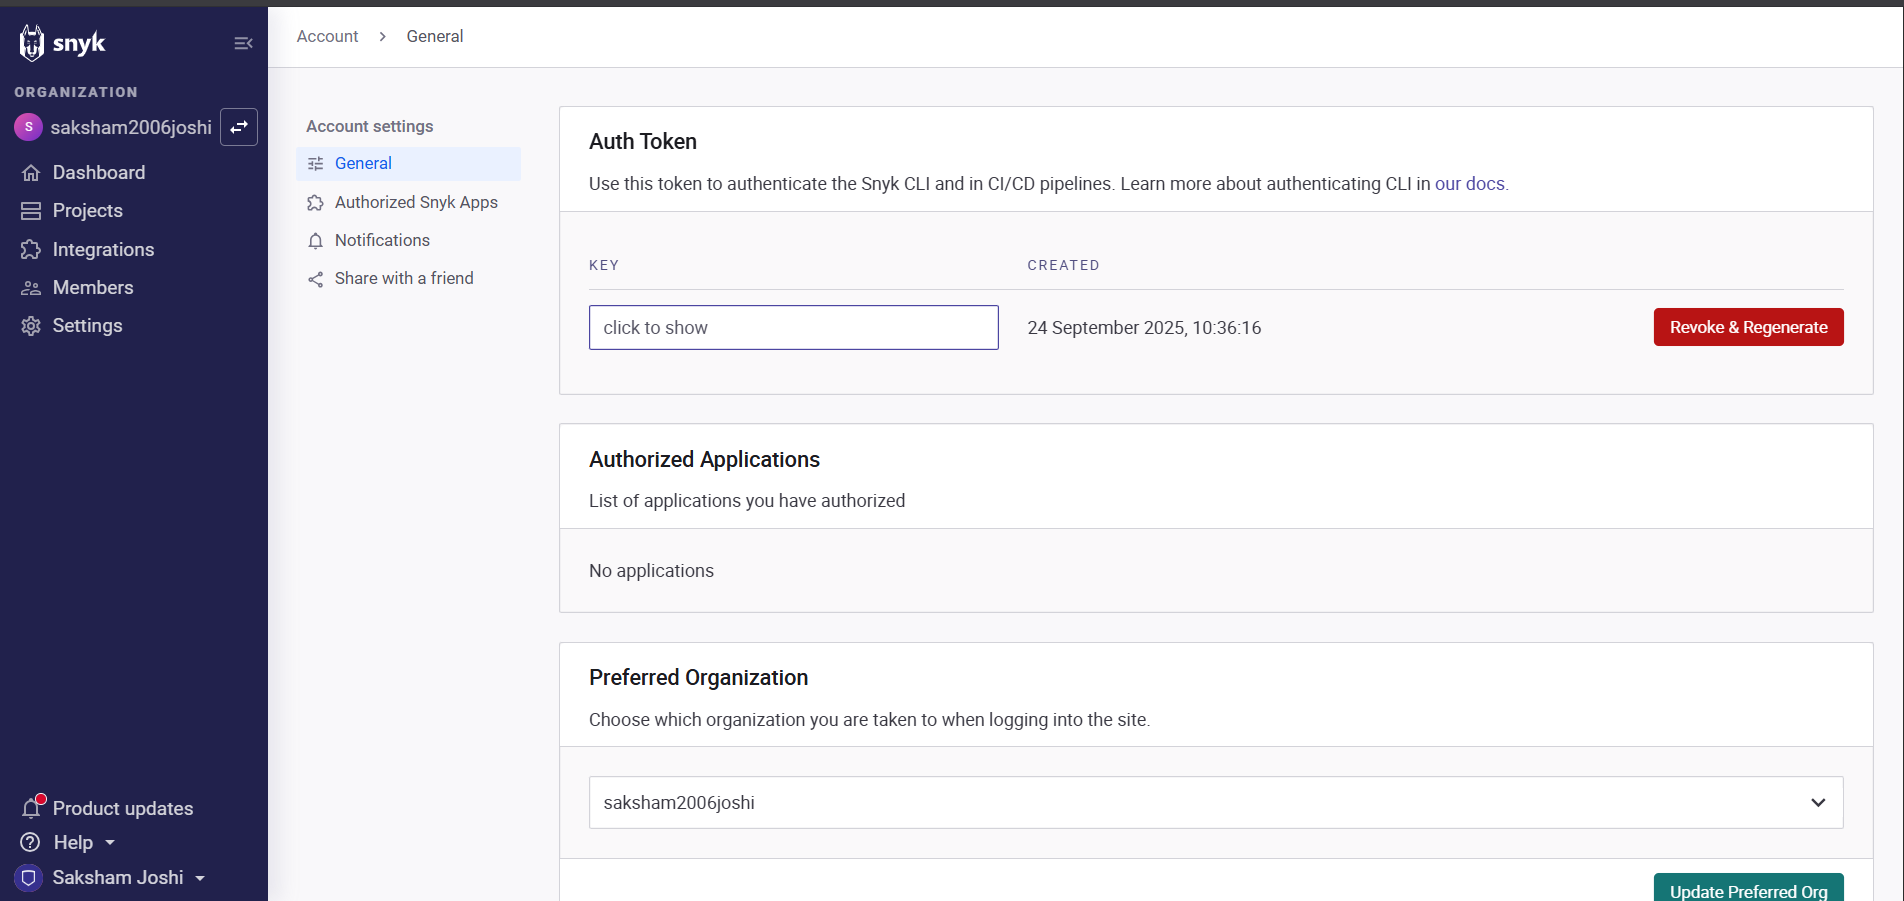 snyk
ORGANIZATION
S saksham2006joshi
Dashboard
Projects
Integrations
Members
Settings
Product updates
Help
Saksham Joshi
Account > General
Account settings
General
Authorized Snyk Apps
Notifications
Share with a friend
Auth Token
Use this token to authenticate the Snyk CLI and in CI/CD pipelines. Learn more about authenticating CLI in our docs.
KEY CREATED
click to show 24 September 2025, 10:36:16 Revoke & Regenerate
Authorized Applications
List of applications you have authorized
No applications
Preferred Organization
Choose which organization you are taken to when logging into the site.
saksham2006joshi
Update Preferred Org